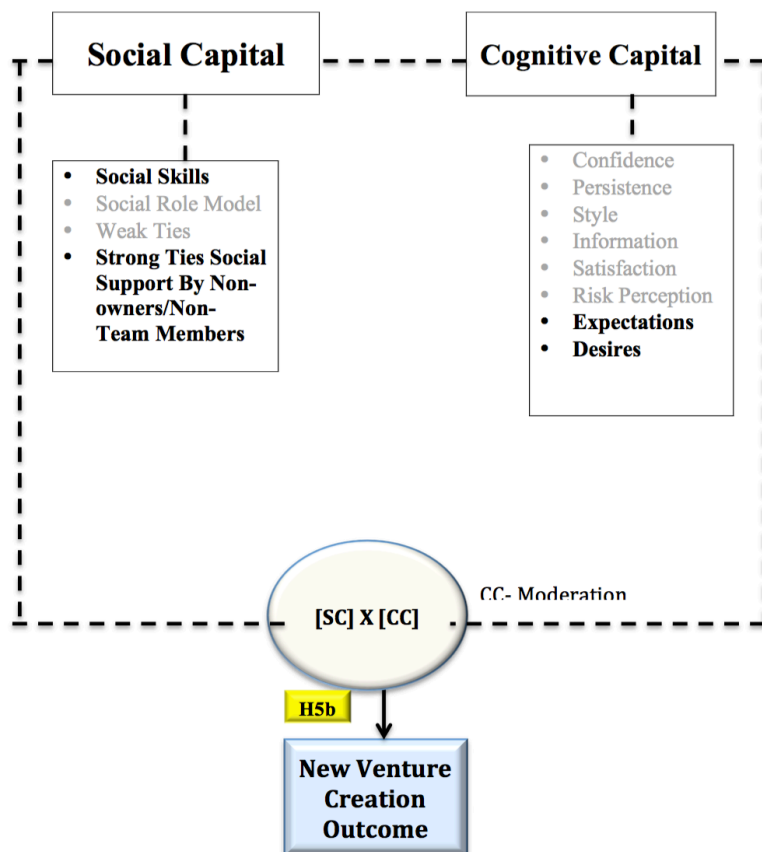 Social Capital
Cognitive Capital
• Social Skills
• Social Role Model
• Weak Ties
• Strong Ties Social
Support By Non-
owners/Non-
Team Members
• Confidence
• Persistence
• Style
• Information
• Satisfaction
• Risk Perception
• Expectations
• Desires
CC- Moderation
[SC] X [CC]
H5b
New Venture
Creation
Outcome